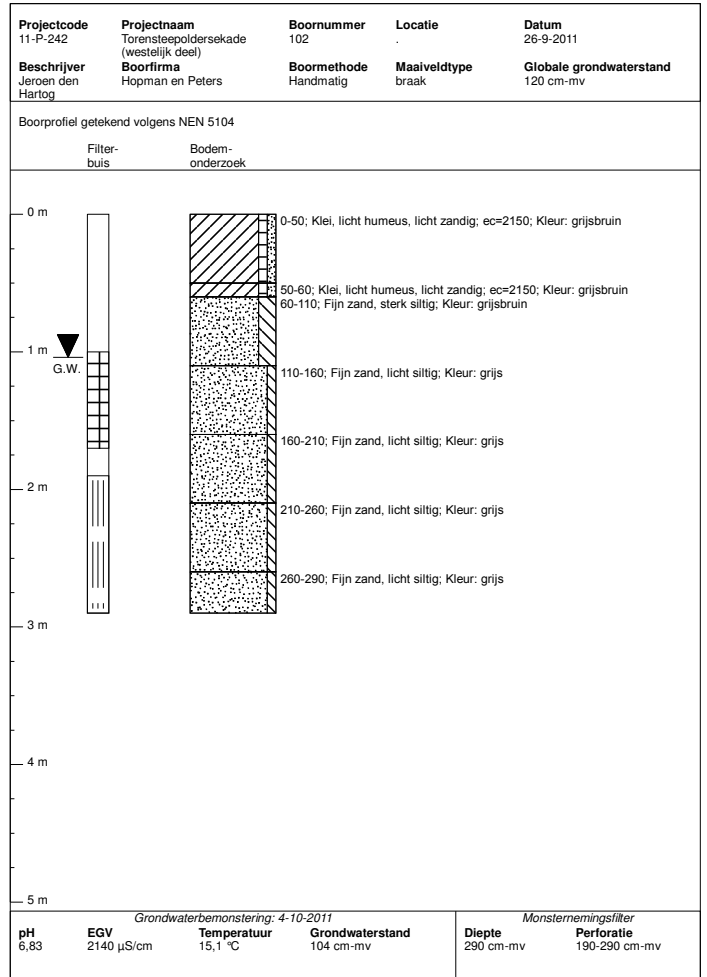 Projectcode Projectnaam Boornummer Locatie Datum
11-P-242 Torensteepoldersekade 102 . 26-9-2011
(westelijk deel)
Beschrijver Boorfirma Boormethode Maaiveldtype Globale grondwaterstand
Jeroen den Hopman en Peters Handmatig braak 120 cm-mv
Hartog
Boorprofiel getekend volgens NEN 5104
Filter- Bodem-
buis onderzoek
0 m
0-50; Klei, licht humeus, licht zandig; ec=2150; Kleur: grijsbruin
50-60; Klei, licht humeus, licht zandig; ec=2150; Kleur: grijsbruin
60-110; Fijn zand, sterk siltig; Kleur: grijsbruin
1 m
G.W.
110-160; Fijn zand, licht siltig; Kleur: grijs
160-210; Fijn zand, licht siltig; Kleur: grijs
2 m
210-260; Fijn zand, licht siltig; Kleur: grijs
260-290; Fijn zand, licht siltig; Kleur: grijs
3 m
4 m
5 m
Grondwaterbemonstering: 4-10-2011 Monsternemingsfilter
pH EGV Temperatuur Grondwaterstand Diepte Perforatie
6,83 2140 µS/cm 15,1 °C 104 cm-mv 290 cm-mv 190-290 cm-mv